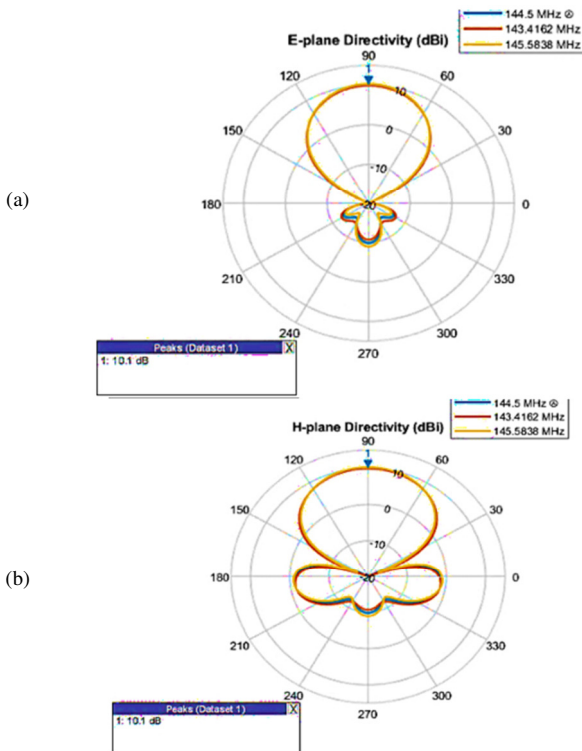 144.5 MHz ⊗
143.4162 MHz
145.5838 MHz
E-plane Directivity (dBi)
90
120
60
1
10
150
30
0
-10
(a)
180
-20
0
210
330
240
300
270
Peaks (Dataset 1) X
1: 10.1 dB
144.5 MHz ⊗
143.4162 MHz
145.5838 MHz
H-plane Directivity (dBi)
90
120
60
1
10
150
30
0
-10
(b)
180
-20
0
210
330
240
300
270
Peaks (Dataset 1) X
1: 10.1 dB